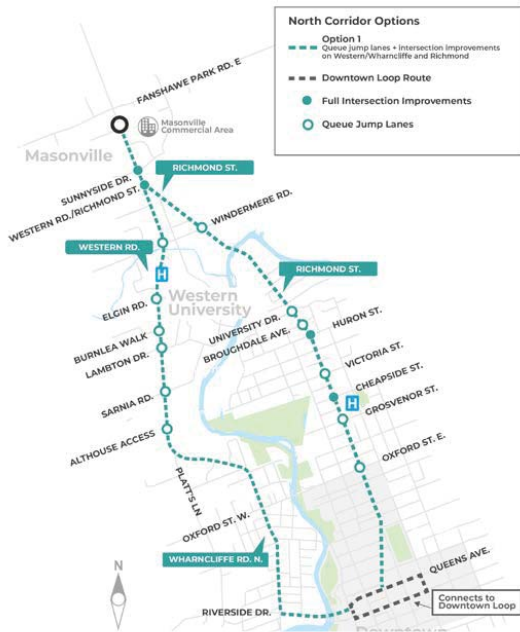 North Corridor Options
Option 1
Queue jump lanes + intersection improvements
on Western/Wharncliffe and Richmond
Downtown Loop Route
Full Intersection Improvements
Queue Jump Lanes
FANSHAWE PARK RD. E
Masonville
Commercial Area
Masonville
SUNNYSIDE DR.
RICHMOND ST.
WESTERN RD./RICHMOND ST.
WINDERMERE RD.
WESTERN RD.
H
RICHMOND ST.
Western
University
ELGIN RD.
UNIVERSITY DR.
HURON ST.
BROUGHDALE AVE.
BURNLEA WALK
LAMBTON DR.
VICTORIA ST.
CHEAPSIDE ST.
H
GROSVENOR ST.
SARNIA RD.
ALTHOUSE ACCESS
OXFORD ST. E.
PLATT'S LN.
OXFORD ST. W.
WHARNCLIFFE RD. N.
QUEENS AVE.
N
Connects to
Downtown Loop
RIVERSIDE DR.
Downtown